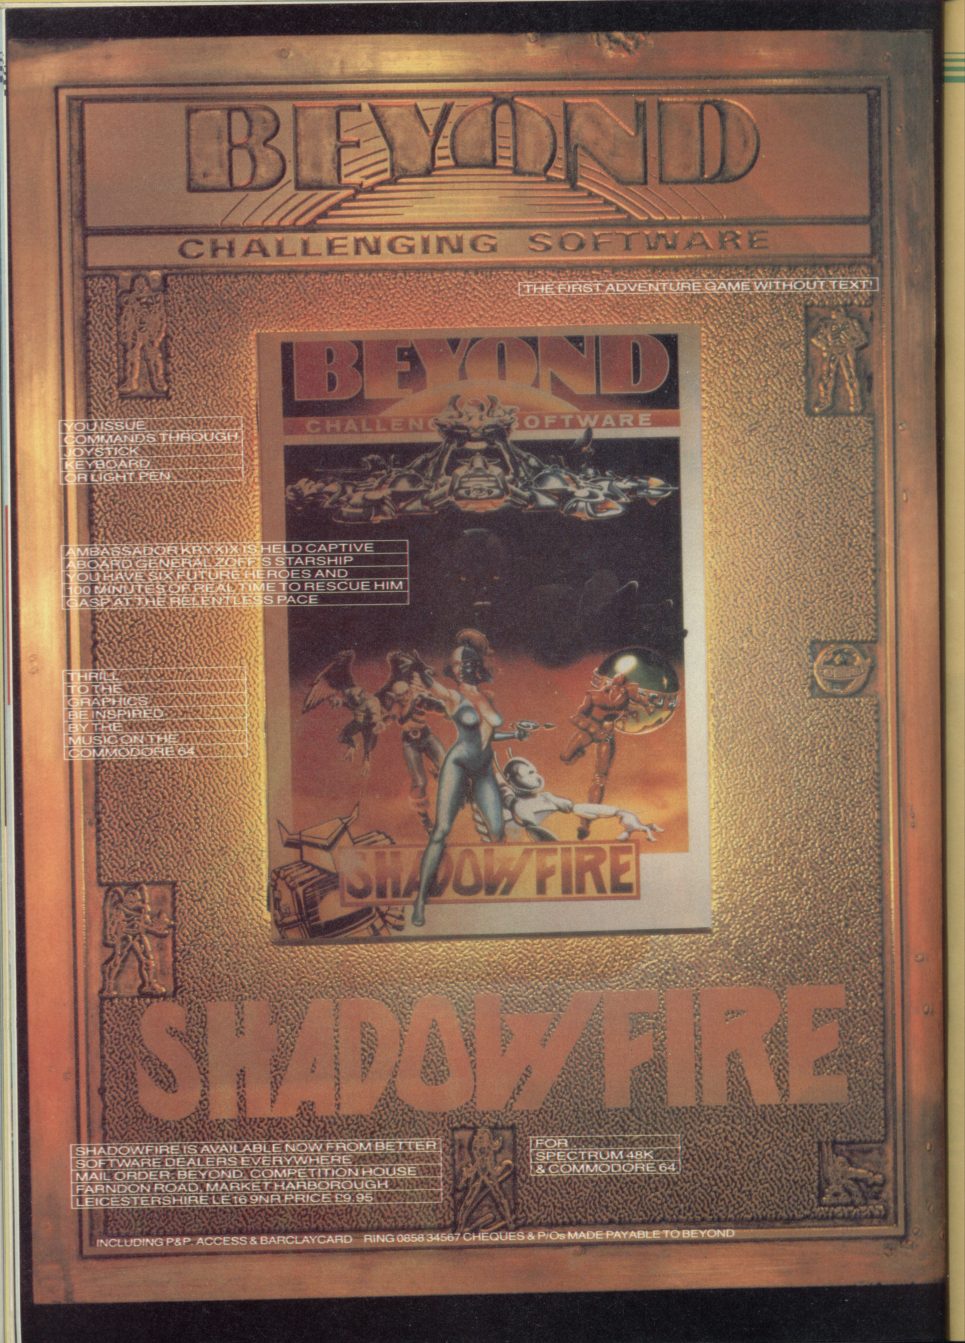 BEYOND
CHALLENGING SOFTWARE
THE FIRST ADVENTURE GAME WITHOUT TEXT!
BEYOND
CHALLENG SOFTWARE
YOU ISSUE
COMMANDS THROUGH
JOYSTICK
KEYBOARD
OR LIGHT PEN
AMBASSADOR KRYXIX IS HELD CAPTIVE
ABOARD GENERAL ZOFF'S STARSHIP
YOU HAVE SIX FUTURE HEROES AND
100 MINUTES OF REAL TIME TO RESCUE HIM
GASP AT THE RELENTLESS PACE
THRILL
TO THE
GRAPHICS
BE INSPIRED
BY THE
MUSIC ON THE
COMMODORE 64
SHADOWFIRE
SHADOWFIRE
SHADOWFIRE IS AVAILABLE NOW FROM BETTER
SOFTWARE DEALERS EVERYWHERE
MAIL ORDER: BEYOND, COMPETITION HOUSE
FARNDON ROAD, MARKET HARBOROUGH
LEICESTERSHIRE LE16 9NR PRICE £9.95
FOR
SPECTRUM 48K
& COMMODORE 64
INCLUDING P&P. ACCESS & BARCLAYCARD RING 0858 34567 CHEQUES & P/Os MADE PAYABLE TO BEYOND